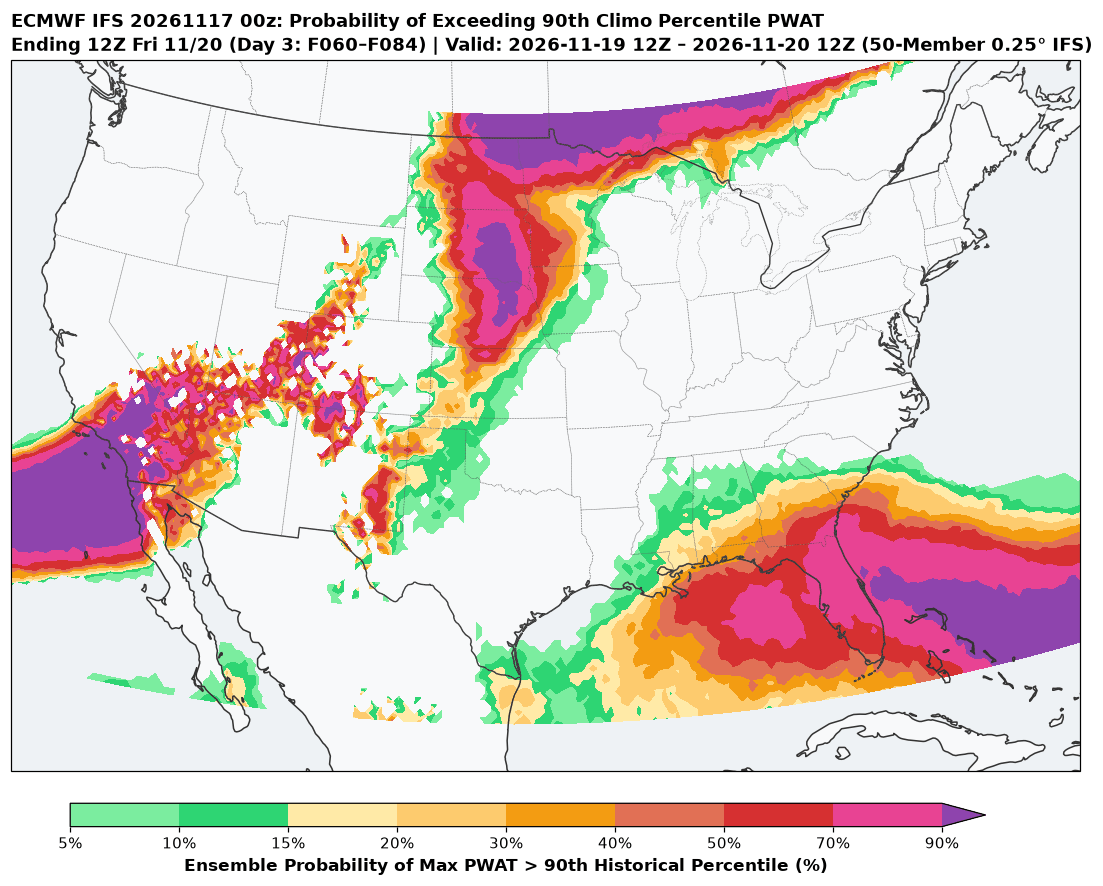 ECMWF IFS 20261117 00z: Probability of Exceeding 90th Climo Percentile PWAT
Ending 12Z Fri 11/20 (Day 3: F060–F084) | Valid: 2026-11-19 12Z – 2026-11-20 12Z (50-Member 0.25° IFS)
5% 10% 15% 20% 30% 40% 50% 70% 90%
Ensemble Probability of Max PWAT > 90th Historical Percentile (%)